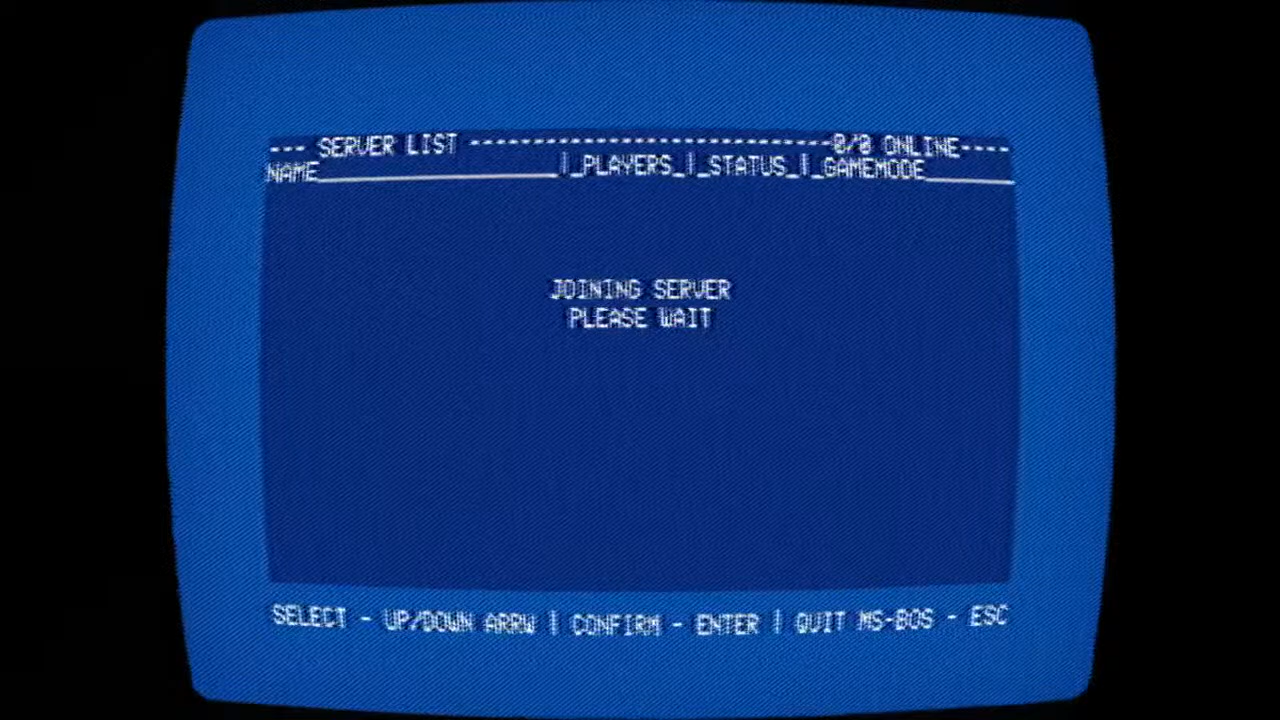 --- SERVER LIST -------------------------------0/0 ONLINE----
NAME_____________________|_PLAYERS_|_STATUS_|_GAMEMODE________
JOINING SERVER
PLEASE WAIT
SELECT - UP/DOWN ARRW | CONFIRM - ENTER | QUIT MS-BOS - ESC